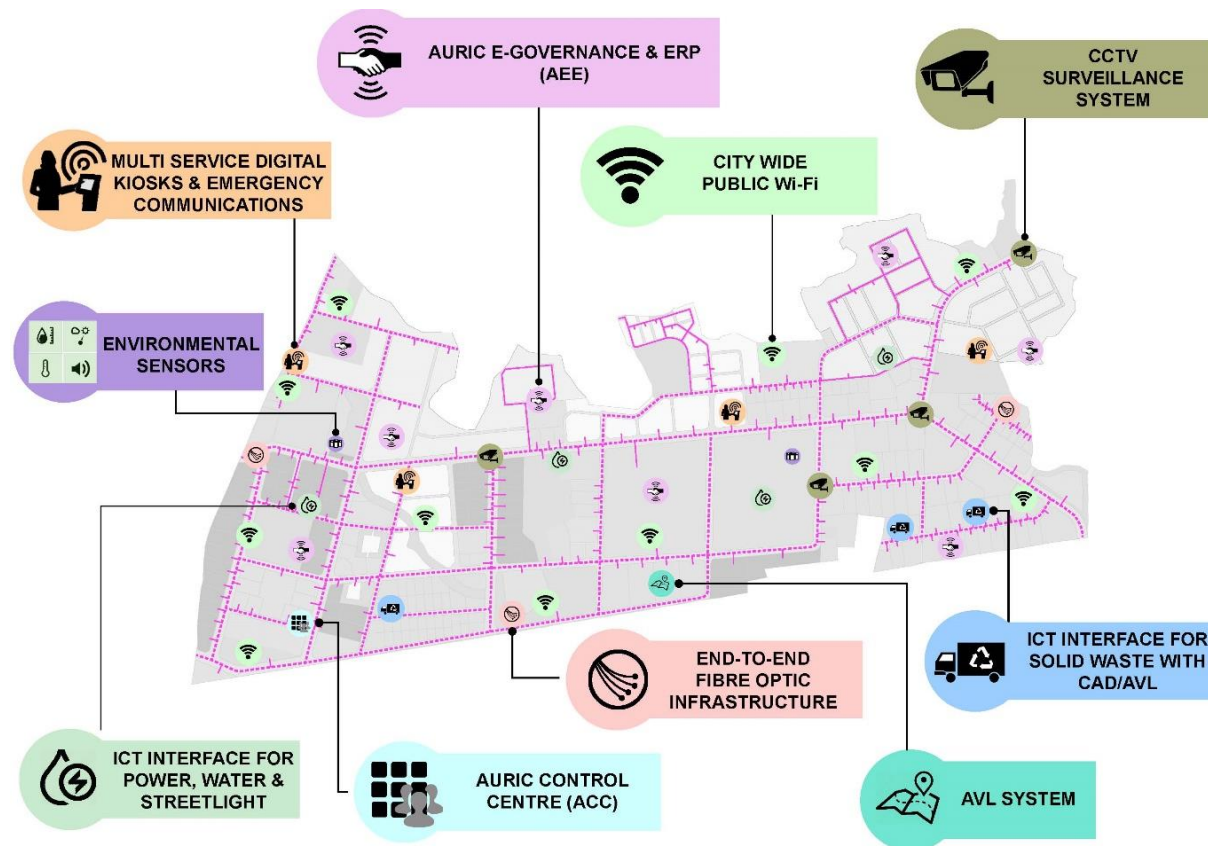 AURIC E-GOVERNANCE & ERP
(AEE)
CCTV
SURVEILLANCE
SYSTEM
MULTI SERVICE DIGITAL
KIOSKS & EMERGENCY
COMMUNICATIONS
CITY WIDE
PUBLIC Wi-Fi
ENVIRONMENTAL
SENSORS
END-TO-END
FIBRE OPTIC
INFRASTRUCTURE
ICT INTERFACE FOR
SOLID WASTE WITH
CAD/AVL
ICT INTERFACE FOR
POWER, WATER &
STREETLIGHT
AURIC CONTROL
CENTRE (ACC)
AVL SYSTEM